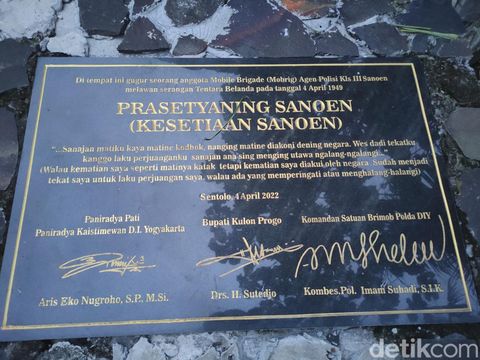 Di tempat ini gugur seorang anggota Mobile Brigade (Mobrig) Agen Polisi Kls III Sanoen
melawan serangan Tentara Belanda pada tanggal 4 April 1949
PRASETYANING SANOEN
(KESETIAAN SANOEN)
"...Sanajan matiku kaya matine kodhok, nanging matine diakoni dening negara. Wes dadi tekatku
kanggo laku perjuanganku sanajan ana sing menging utawa ngalang-ngalangi..."
(Walau kematian saya seperti matinya katak tetapi kematian saya diakui oleh negara. Sudah menjadi
tekat saya untuk laku perjuangan saya, walau ada yang memperingati atau menghalang-halangi)
Sentolo, 4 April 2022
Paniradya Pati
Paniradya Kaistimewan D.I. Yogyakarta
Aris Eko Nugroho, S.P, M.Si.
Bupati Kulon Progo
Drs. H. Sutedjo
Komandan Satuan Brimob Polda DIY
Kombes.Pol. Imam Suhadi, S.I.K.
detikcom